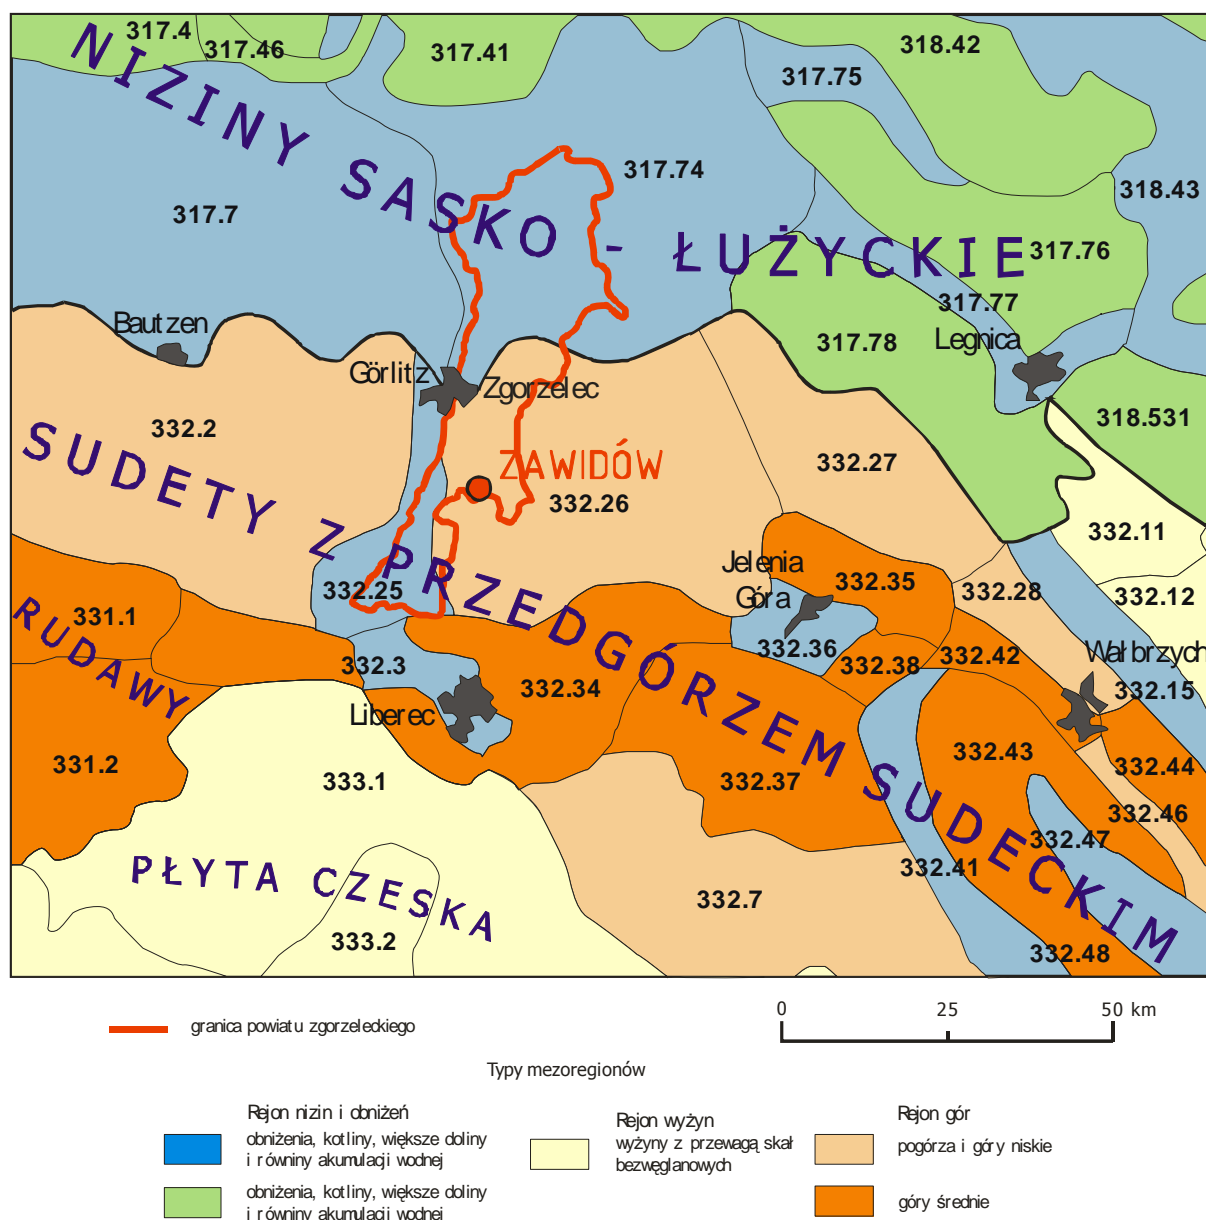 317.4
317.46
317.41
318.42
317.75
NIZINY SASKO - ŁUŻYCKIE
317.74
318.43
317.7
317.76
317.77
Bautzen
Legnica
317.78
Görlitz
Zgorzelec
318.531
332.2
SUDETY Z PRZEDGÓRZEM SUDECKIM
ZAWIDÓW
332.27
332.26
332.11
Jelenia
Góra
332.35
332.25
332.28
332.12
331.1
RUDAWY
332.36
332.38
332.42
Wałbrzych
332.3
332.34
332.15
Liberec
331.2
333.1
332.37
332.43
332.44
332.46
332.47
PŁYTA CZESKA
332.41
332.7
333.2
332.48
granica powiatu zgorzeleckiego
0 25 50 km
Typy mezoregionów
Rejon nizin i obniżeń
obniżenia, kotliny, większe doliny
i równiny akumulacji wodnej
obniżenia, kotliny, większe doliny
i równiny akumulacji wodnej
Rejon wyżyn
wyżyny z przewagą skał
bezwęglanowych
Rejon gór
pogórza i góry niskie
góry średnie